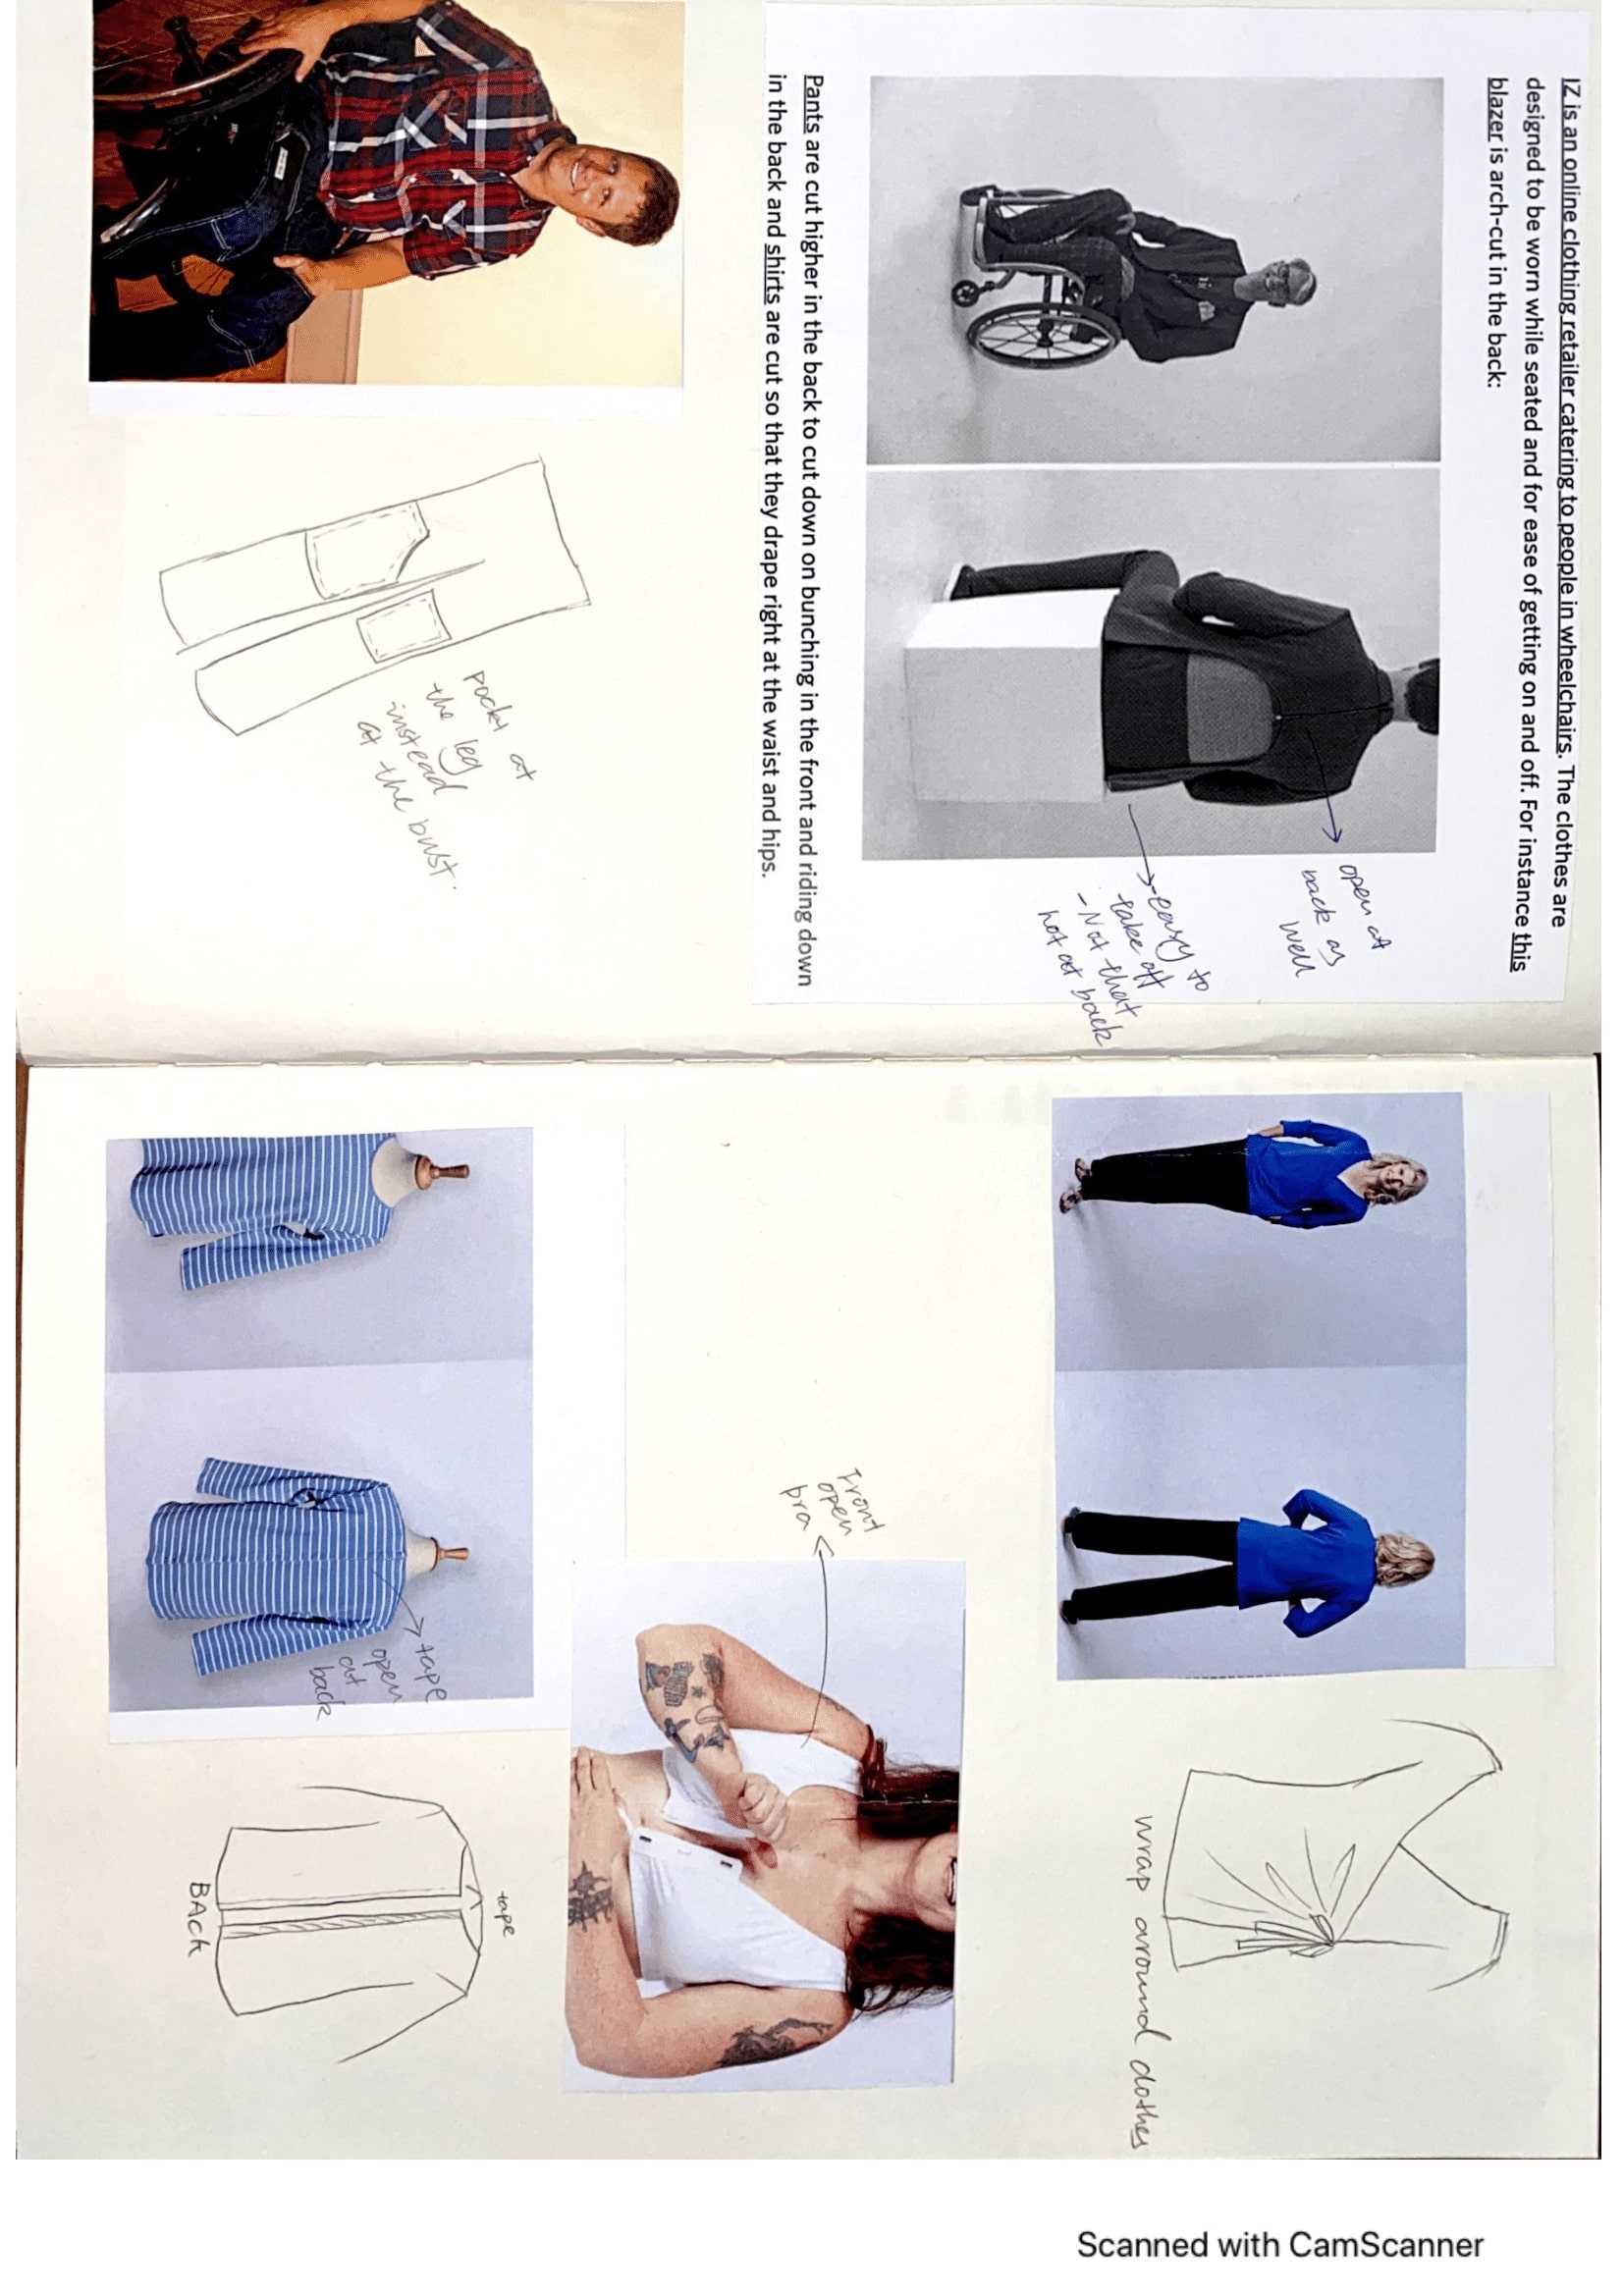 IZ is an online clothing retailer catering to people in wheelchairs. The clothes are
designed to be worn while seated and for ease of getting on and off. For instance this
blazer is arch-cut in the back:
open at
back as
well
→easy to
take off
- Not that
hot at back
Pants are cut higher in the back to cut down on bunching in the front and riding down
in the back and shirts are cut so that they drape right at the waist and hips.
pocket at
the leg
instead
at the bust.
wrap around clothes
Front
open
bra
tape
open
at
back
tape
BACK
Scanned with CamScanner